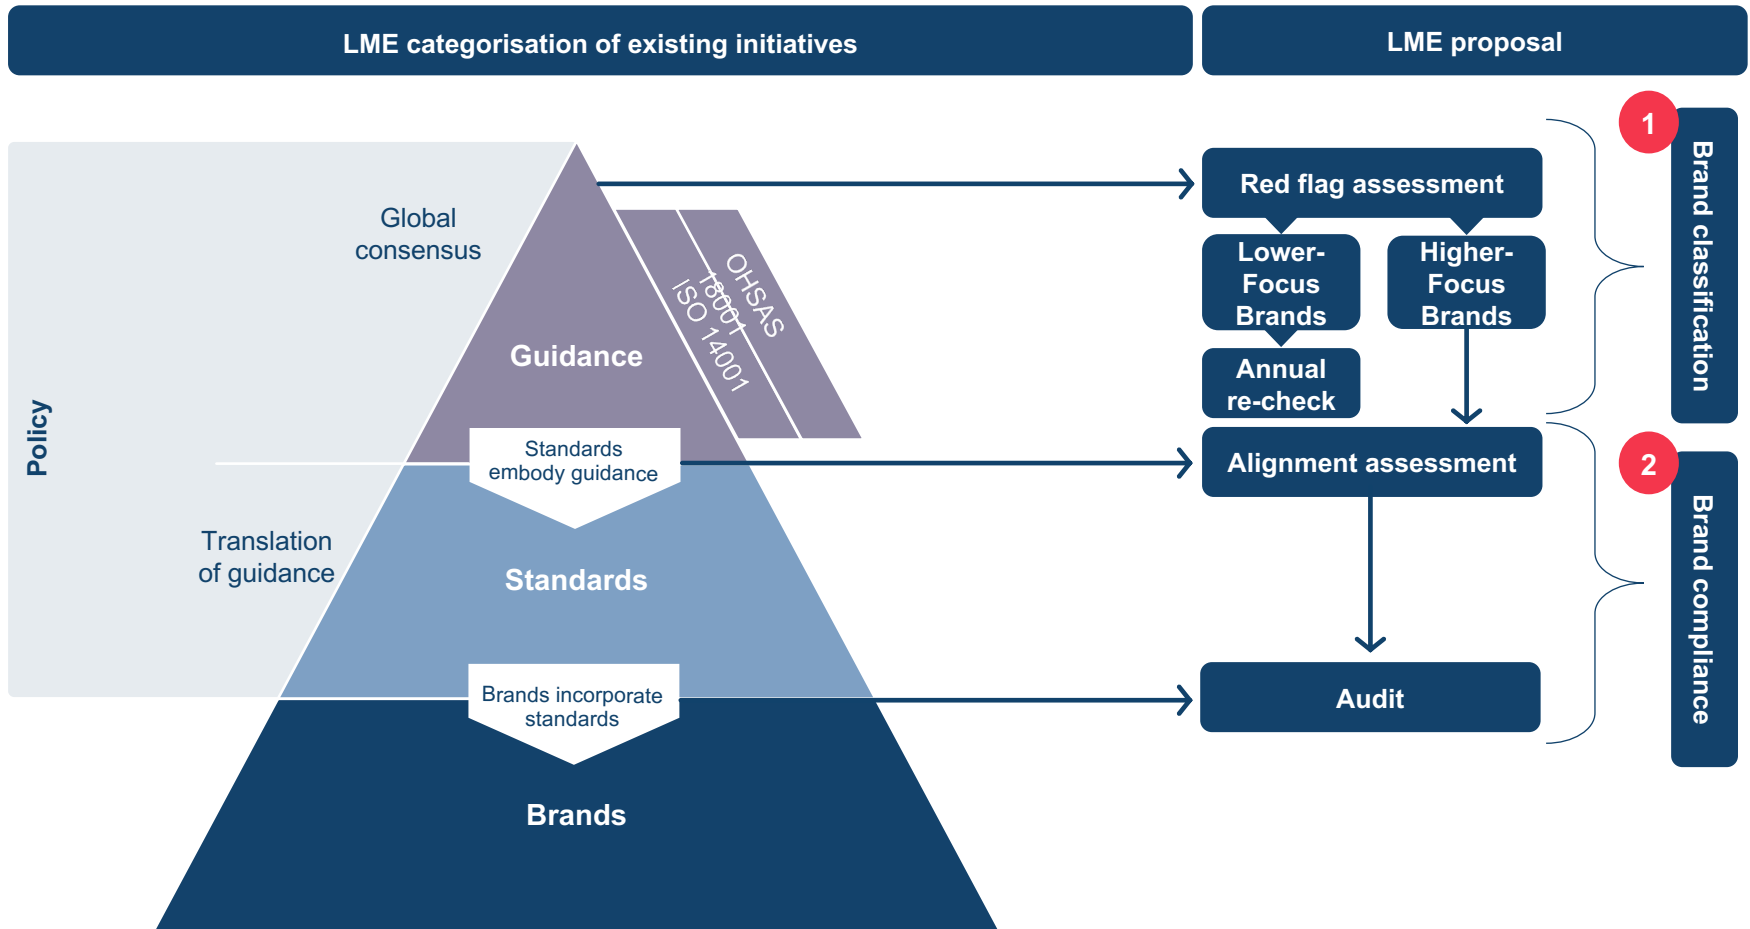 LME categorisation of existing initiatives
LME proposal
Policy
Global
consensus
Translation
of guidance
Guidance
OHSAS
18001
ISO 14001
Standards
embody guidance
Standards
Brands incorporate
standards
Brands
Red flag assessment
Lower-
Focus
Brands
Higher-
Focus
Brands
Annual
re-check
Alignment assessment
Audit
1
Brand classification
2
Brand compliance